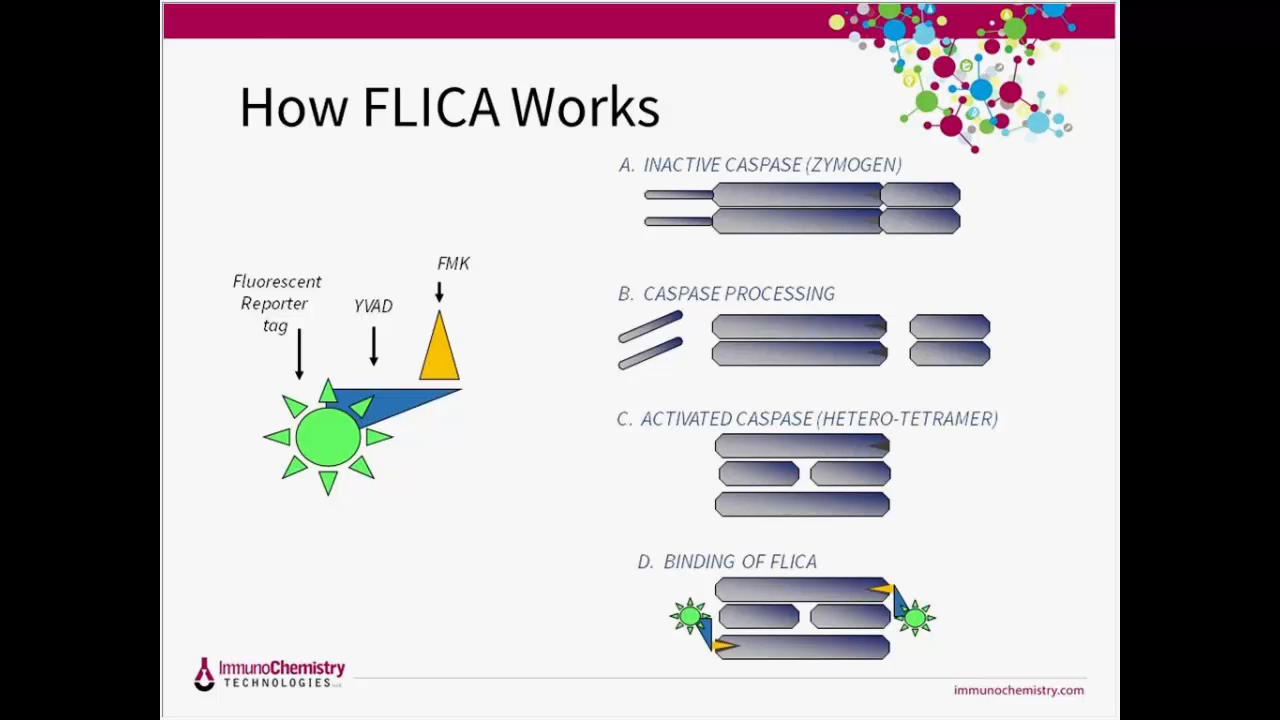 How FLICA Works
A. INACTIVE CASPASE (ZYMOGEN)
FMK
Fluorescent
Reporter
tag
YVAD
B. CASPASE PROCESSING
C. ACTIVATED CASPASE (HETERO-TETRAMER)
D. BINDING OF FLICA
ImmunoChemistry
TECHNOLOGIES
immunochemistry.com